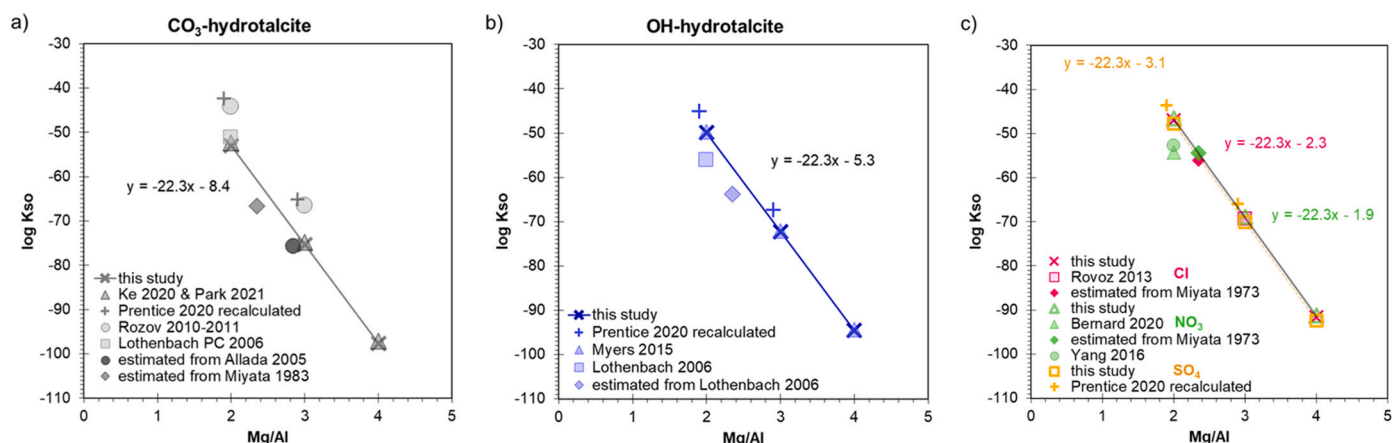 a)
CO3-hydrotalcite
-30
-40
-50
-60
-70
-80
-90
-100
-110
log Kso
y = -22.3x - 8.4
this study
Ke 2020 & Park 2021
Prentice 2020 recalculated
Rozov 2010-2011
Lothenbach PC 2006
estimated from Allada 2005
estimated from Miyata 1983
0 1 2 3 4 5
Mg/Al
b)
OH-hydrotalcite
-30
-40
-50
-60
-70
-80
-90
-100
-110
log Kso
y = -22.3x - 5.3
this study
Prentice 2020 recalculated
Myers 2015
Lothenbach 2006
estimated from Lothenbach 2006
0 1 2 3 4 5
Mg/Al
c)
-30
-40
-50
-60
-70
-80
-90
-100
-110
log Kso
y = -22.3x - 3.1
y = -22.3x - 2.3
y = -22.3x - 1.9
this study
Rovoz 2013 Cl
estimated from Miyata 1973
this study
Bernard 2020 NO3
estimated from Miyata 1973
Yang 2016
this study SO4
Prentice 2020 recalculated
0 1 2 3 4 5
Mg/Al